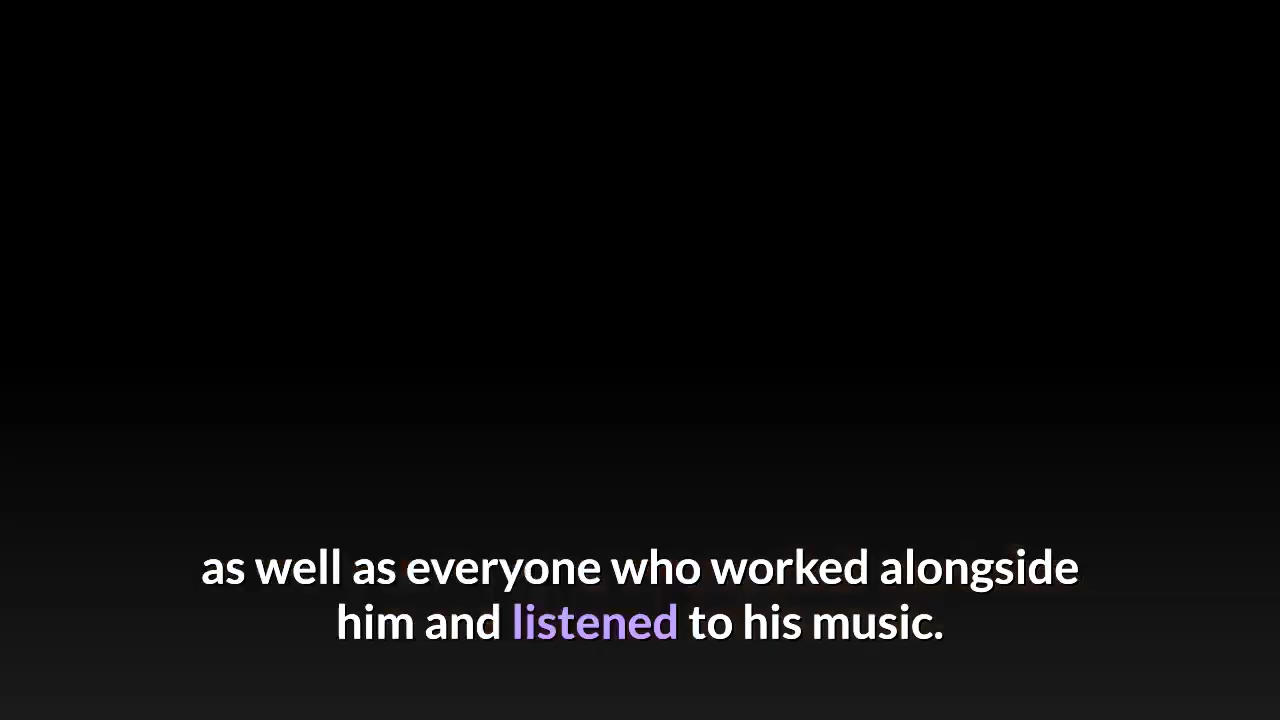 as well as everyone who worked alongside
him and listened to his music.